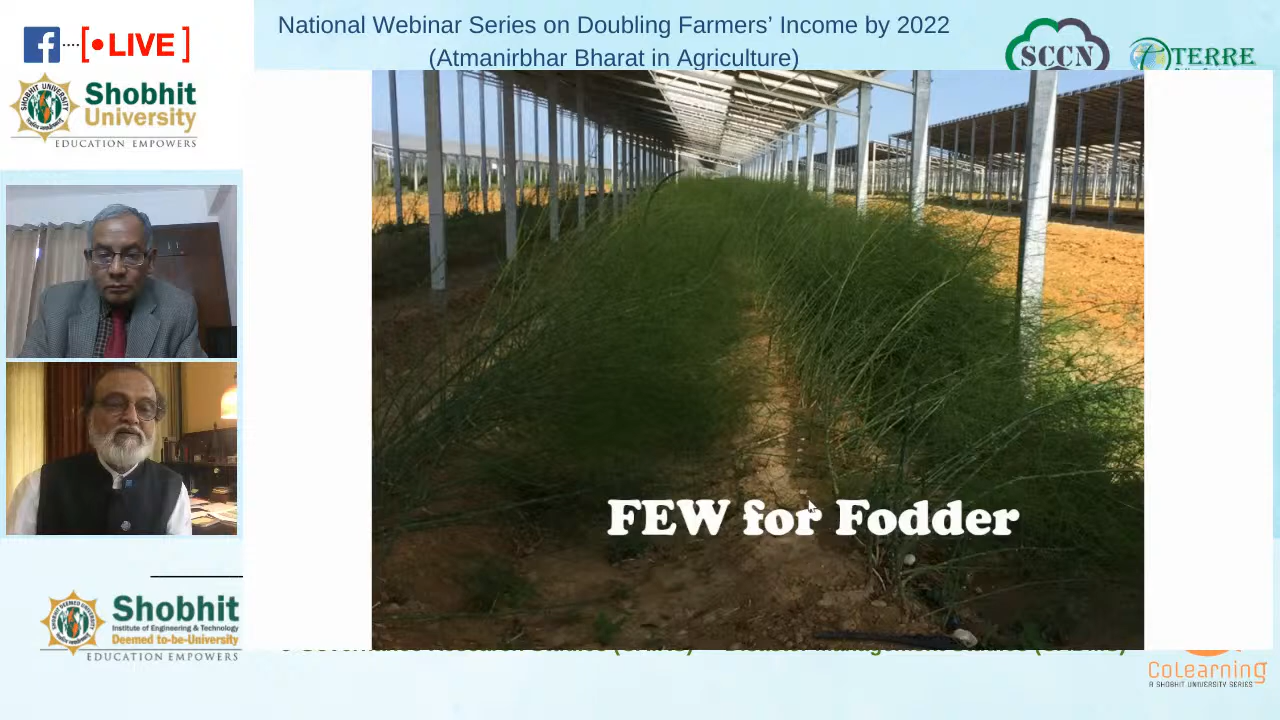 National Webinar Series on Doubling Farmers' Income by 2022
(Atmanirbhar Bharat in Agriculture)
f ····[•LIVE]
SCCN
TERRE
SHOBHIT UNIVERSITY
Shobhit
University
EDUCATION EMPOWERS
FEW for Fodder
Shobhit
Institute of Engineering & Technology
Deemed to-be-University
EDUCATION EMPOWERS
CoLearning
A SHOBHIT UNIVERSITY SERIES